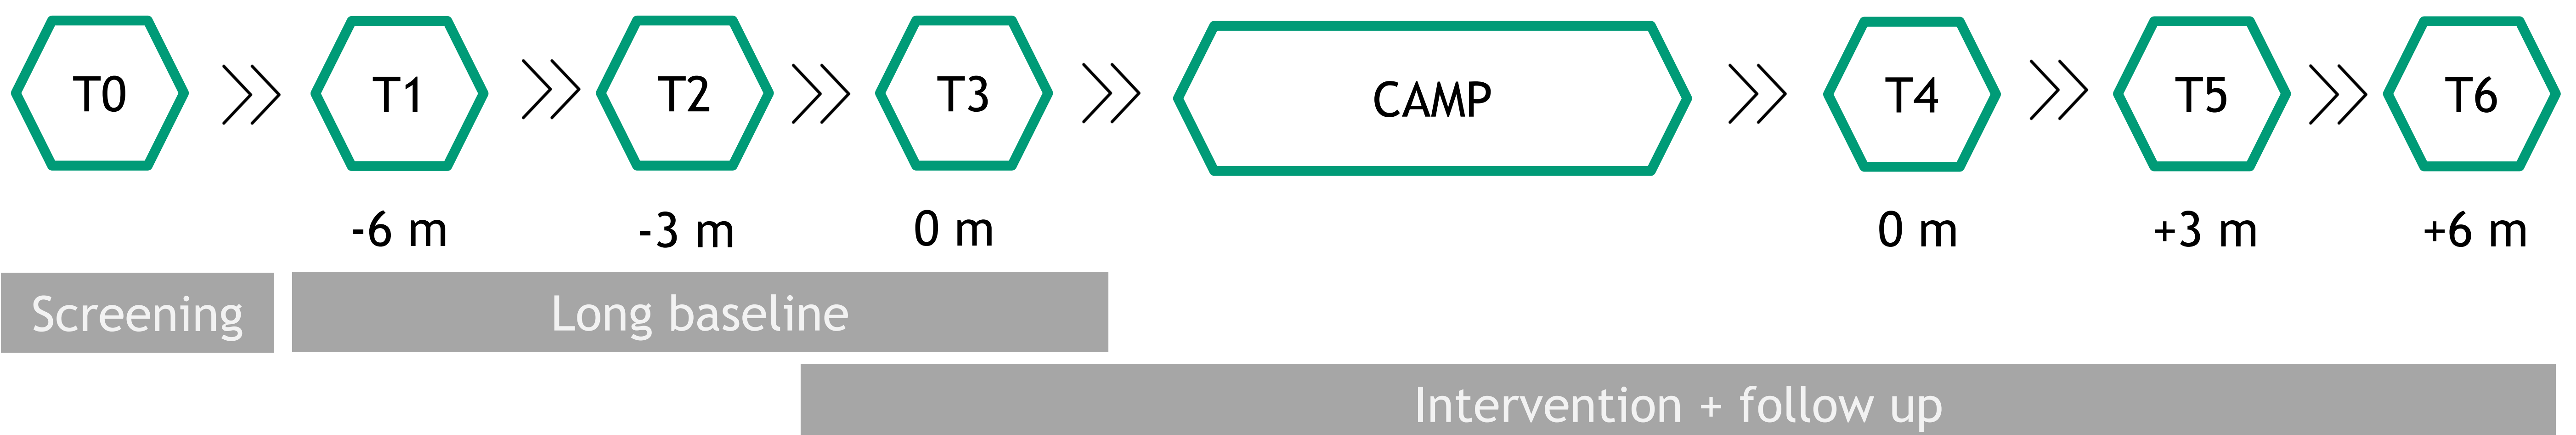 T0 T1 T2 T3 CAMP T4 T5 T6
-6 m -3 m 0 m 0 m +3 m +6 m
Screening Long baseline
Intervention + follow up